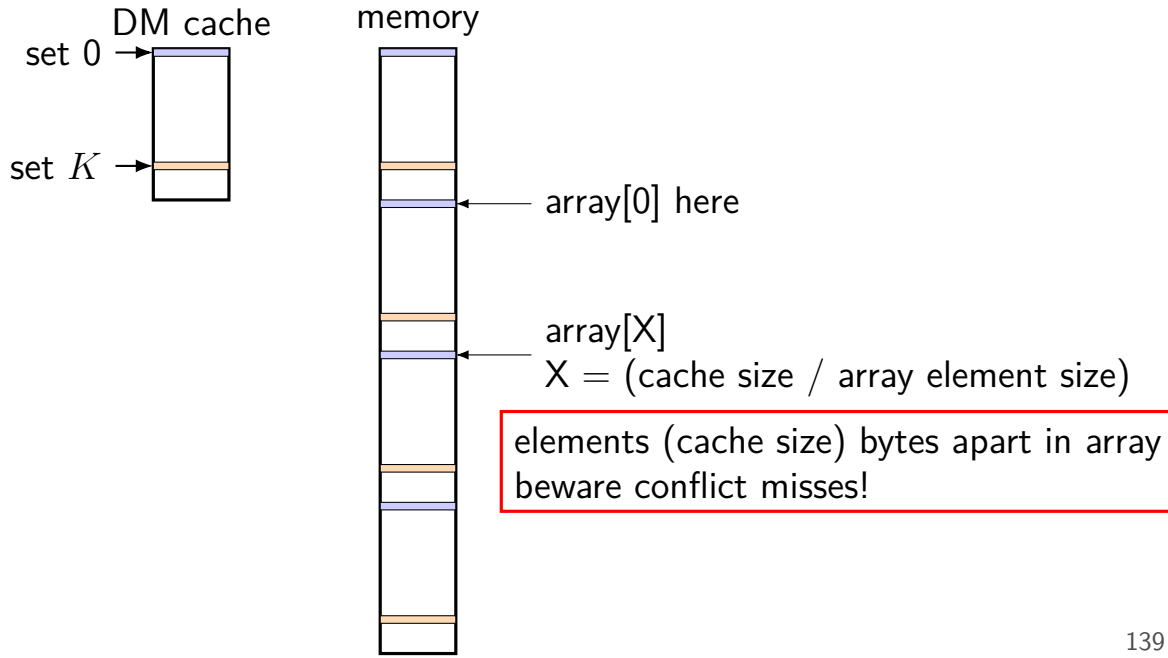 DM cache
memory
set 0
set K
array[0] here
array[X]
X = (cache size / array element size)
elements (cache size) bytes apart in array
beware conflict misses!
139